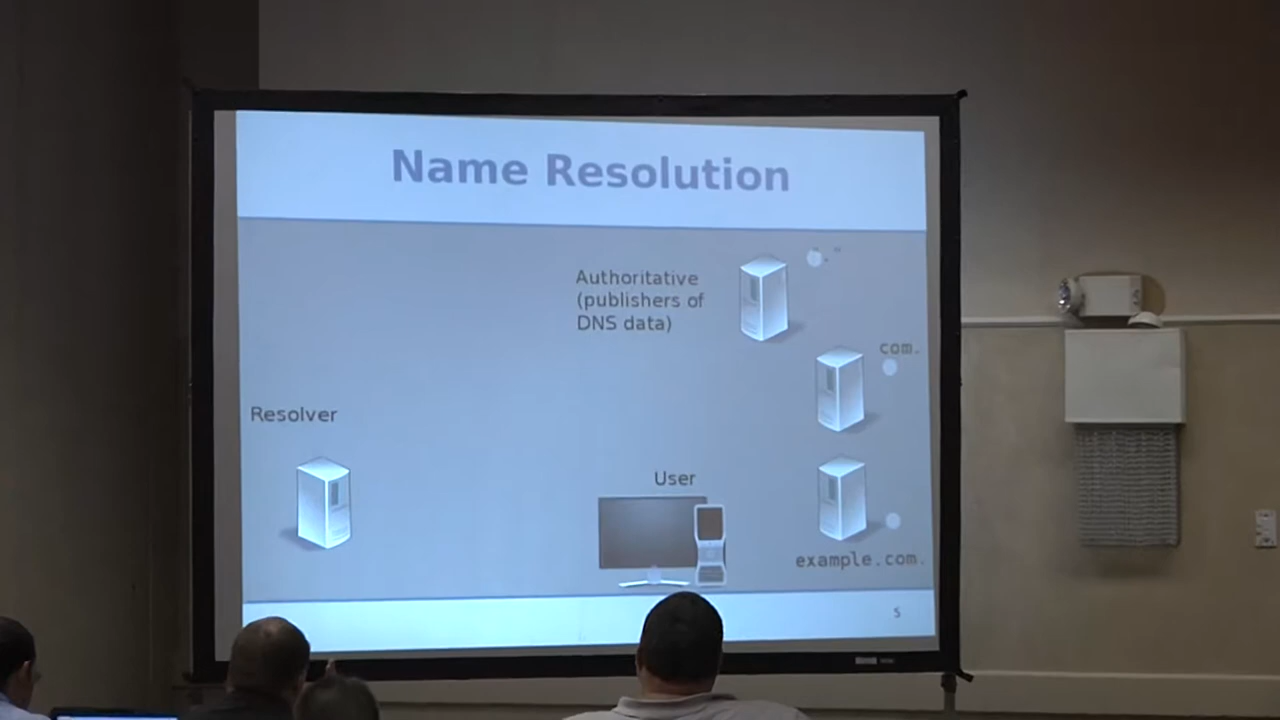 Name Resolution
Authoritative
(publishers of
DNS data)
com.
Resolver
User
example.com.
5